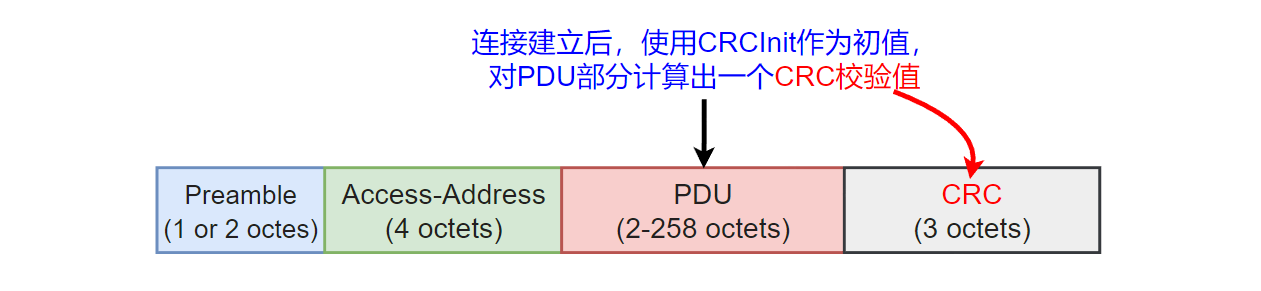 连接建立后，使用CRCInit作为初值，
对PDU部分计算出一个CRC校验值
Preamble
(1 or 2 octes)
Access-Address
(4 octets)
PDU
(2-258 octets)
CRC
(3 octets)